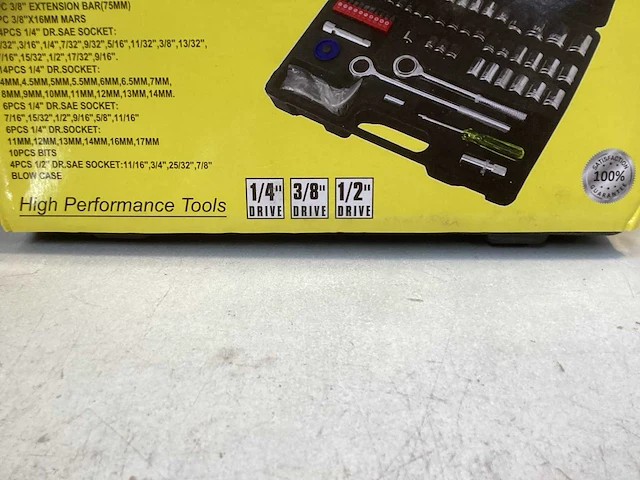 PC 3/8" EXTENSION BAR(75MM)
PC 3/8"X16MM MARS
4PCS 1/4" DR.SAE SOCKET:
/32",3/16,1/4",7/32",9/32",5/16",11/32",3/8",13/32",
/16",15/32",1/2",17/32",9/16".
14PCS 1/4" DR.SOCKET:
4MM,4.5MM,5MM,5.5MM,6MM,6.5MM,7MM,
8MM,9MM,10MM,11MM,12MM,13MM,14MM.
6PCS 1/4" DR.SAE SOCKET:
7/16",15/32",1/2",9/16",5/8",11/16"
6PCS 1/4" DR.SOCKET:
11MM,12MM,13MM,14MM,16MM,17MM
10PCS BITS
4PCS 1/2" DR.SAE SOCKET:11/16",3/4",25/32",7/8"
BLOW CASE
High Performance Tools
1/4" DRIVE
3/8" DRIVE
1/2" DRIVE
SATISFACTION
100%
GUARANTEE